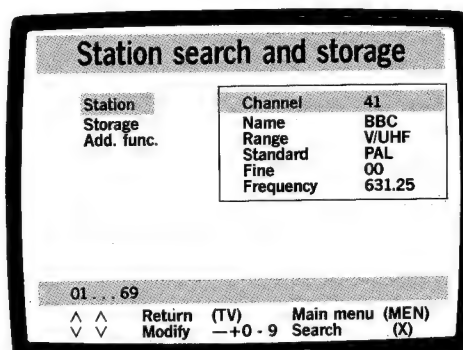 Station search and storage
Station
Storage
Add. func.
Channel 41
Name BBC
Range V/UHF
Standard PAL
Fine 00
Frequency 631.25
01 . . . 69
∧ ∧ Return (TV) Main menu (MEN)
∨ ∨ Modify —+0 - 9 Search (X)